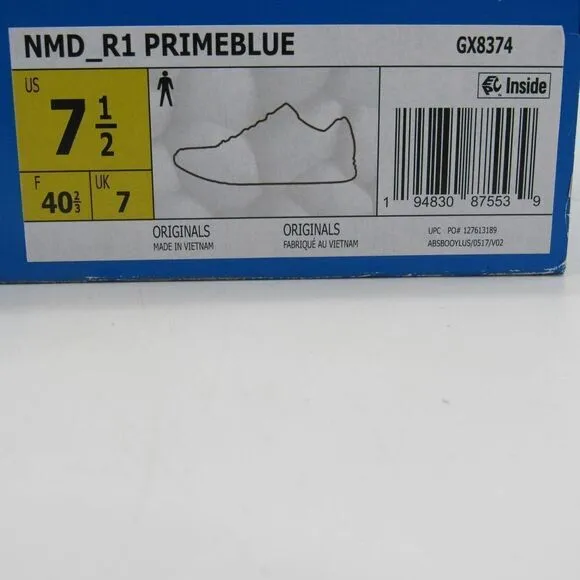 NMD_R1 PRIMEBLUE GX8374
US
7 1/2
Inside
F 40 2/3 UK 7
1 94830 87553 9
ORIGINALS ORIGINALS
MADE IN VIETNAM FABRIQUÉ AU VIETNAM
UPC PO# 127613189
ABSBOOYLUS/0517/V02